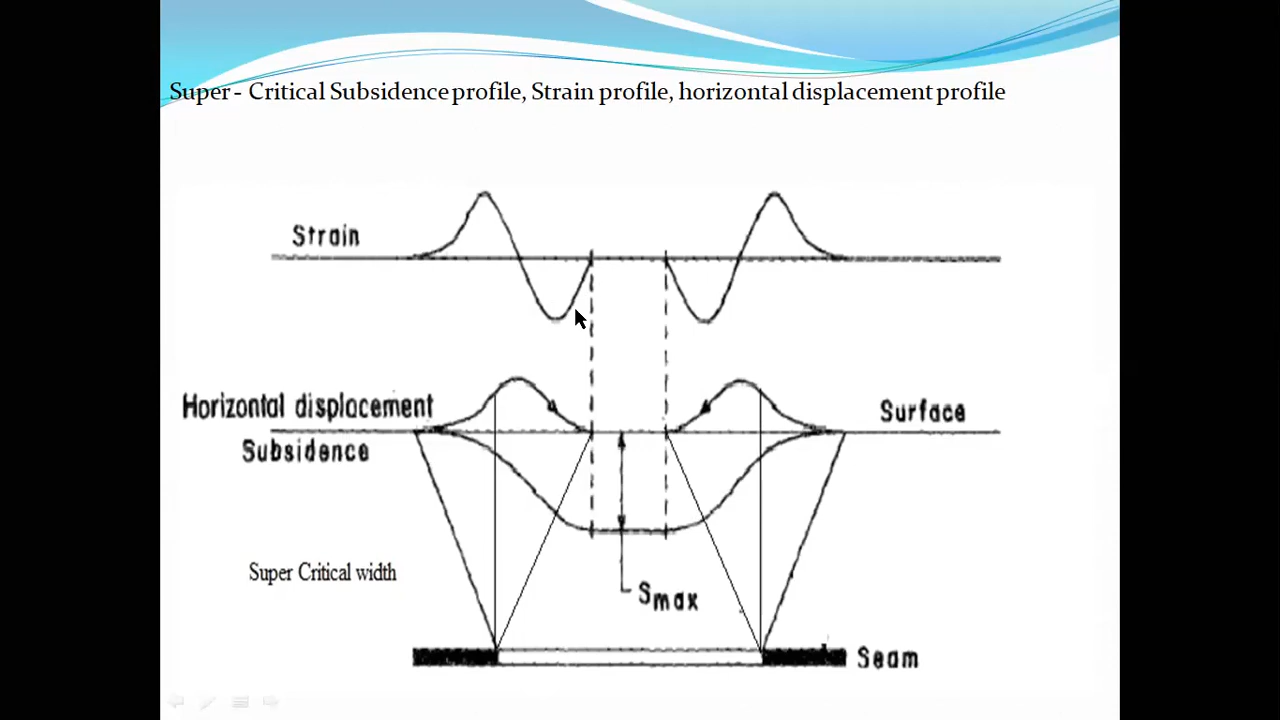 Super - Critical Subsidence profile, Strain profile, horizontal displacement profile
Strain
Horizontal displacement
Surface
Subsidence
Super Critical width
Smax
Seam